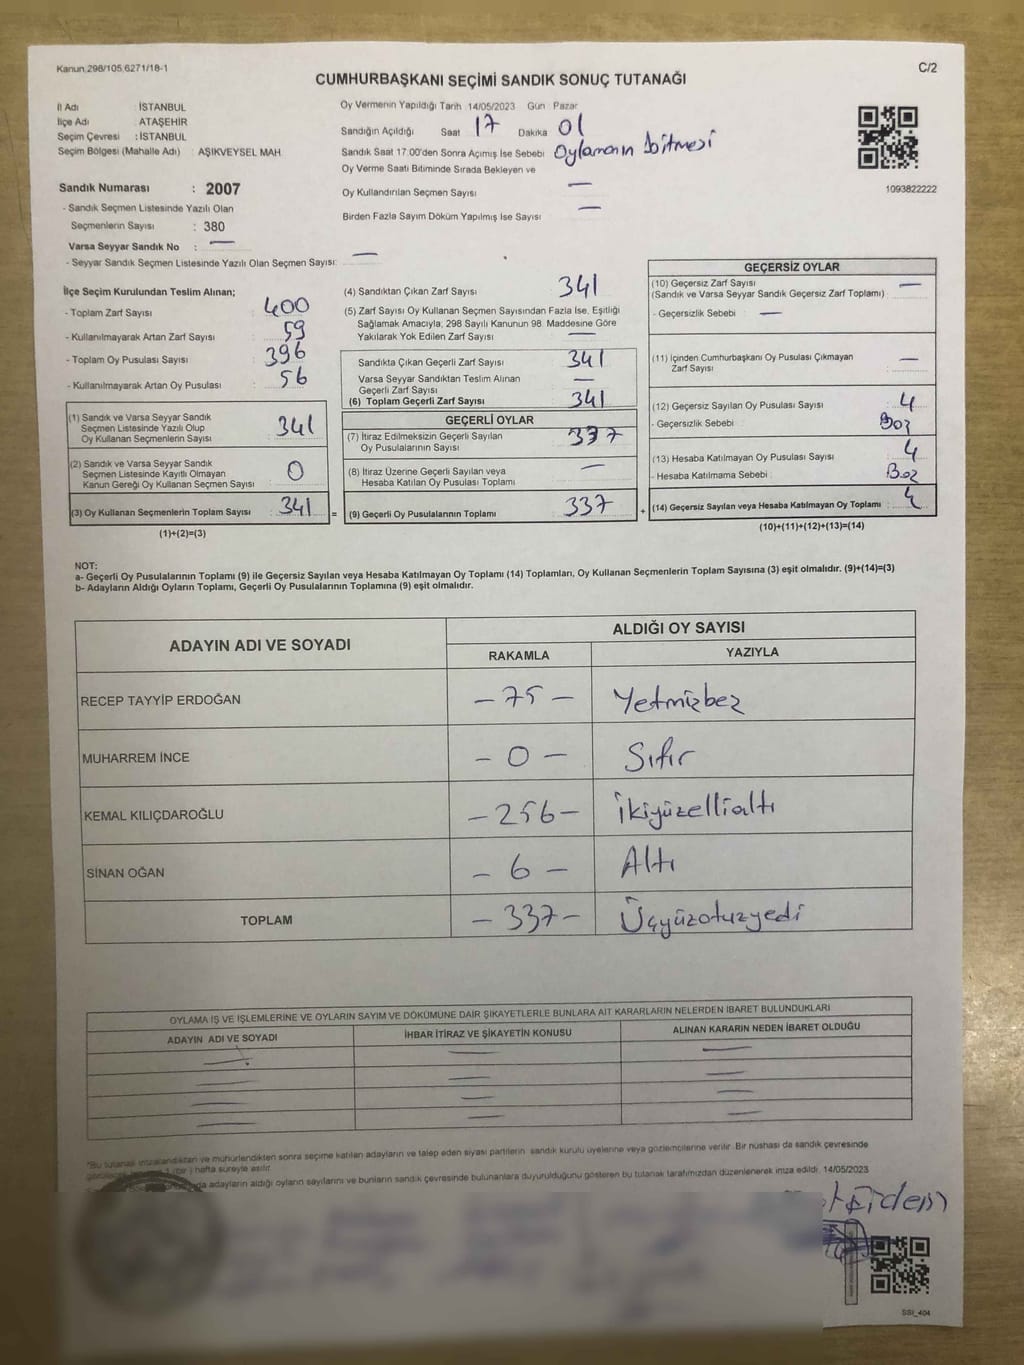 Kanun 298/105,6271/18-1
C/2
CUMHURBAŞKANI SEÇİMİ SANDIK SONUÇ TUTANAĞI
İl Adı : İSTANBUL
İlçe Adı : ATAŞEHİR
Seçim Çevresi : İSTANBUL
Seçim Bölgesi (Mahalle Adı) : AŞIKVEYSEL MAH
Sandık Numarası : 2007
- Sandık Seçmen Listesinde Yazılı Olan
Seçmenlerin Sayısı : 380
Varsa Seyyar Sandık No : —
- Seyyar Sandık Seçmen Listesinde Yazılı Olan Seçmen Sayısı: —
Oy Vermenin Yapıldığı Tarih 14/05/2023 Gün Pazar
Sandığın Açıldığı Saat 17 Dakika 01
Sandık Saat 17.00'den Sonra Açımış İse Sebebi Oylamanın bitmesi
Oy Verme Saati Bitiminde Sırada Bekleyen ve
Oy Kullandırılan Seçmen Sayısı —
Birden Fazla Sayım Döküm Yapılmış İse Sayısı —
1093822222
İlçe Seçim Kurulundan Teslim Alınan;
- Toplam Zarf Sayısı : 400
- Kullanılmayarak Artan Zarf Sayısı : 59
- Toplam Oy Pusulası Sayısı : 396
- Kullanılmayarak Artan Oy Pusulası : 56
(1) Sandık ve Varsa Seyyar Sandık
Seçmen Listesinde Yazılı Olup
Oy Kullanan Seçmenlerin Sayısı : 341
(2) Sandık ve Varsa Seyyar Sandık
Seçmen Listesinde Kayıtlı Olmayan
Kanun Gereği Oy Kullanan Seçmen Sayısı : 0
(3) Oy Kullanan Seçmenlerin Toplam Sayısı : 341 =
(1)+(2)=(3)
(4) Sandıktan Çıkan Zarf Sayısı : 341
(5) Zarf Sayısı Oy Kullanan Seçmen Sayısından Fazla İse, Eşitliği
Sağlamak Amacıyla; 298 Sayılı Kanunun 98. Maddesine Göre
Yakılarak Yok Edilen Zarf Sayısı : —
Sandıkta Çıkan Geçerli Zarf Sayısı : 341
Varsa Seyyar Sandıktan Teslim Alınan
Geçerli Zarf Sayısı : —
(6) Toplam Geçerli Zarf Sayısı : 341
GEÇERLİ OYLAR
(7) İtiraz Edilmeksizin Geçerli Sayılan
Oy Pusulalarının Sayısı : 337
(8) İtiraz Üzerine Geçerli Sayılan veya
Hesaba Katılan Oy Pusulası Toplamı : —
(9) Geçerli Oy Pusulalarının Toplamı : 337 +
GEÇERSİZ OYLAR
(10) Geçersiz Zarf Sayısı
(Sandık ve Varsa Seyyar Sandık Geçersiz Zarf Toplamı) : —
- Geçersizlik Sebebi : —
(11) İçinden Cumhurbaşkanı Oy Pusulası Çıkmayan
Zarf Sayısı : —
(12) Geçersiz Sayılan Oy Pusulası Sayısı : 4
- Geçersizlik Sebebi : Boz
(13) Hesaba Katılmayan Oy Pusulası Sayısı : 4
- Hesaba Katılmama Sebebi : Boz
(14) Geçersiz Sayılan veya Hesaba Katılmayan Oy Toplamı : 4
(10)+(11)+(12)+(13)=(14)
NOT:
a- Geçerli Oy Pusulalarının Toplamı (9) ile Geçersiz Sayılan veya Hesaba Katılmayan Oy Toplamı (14) Toplamları, Oy Kullanan Seçmenlerin Toplam Sayısına (3) eşit olmalıdır. (9)+(14)=(3)
b- Adayların Aldığı Oyların Toplamı, Geçerli Oy Pusulalarının Toplamına (9) eşit olmalıdır.
ADAYIN ADI VE SOYADI
ALDIĞI OY SAYISI
RAKAMLA YAZIYLA
RECEP TAYYİP ERDOĞAN - 75 - Yetmizbez
MUHARREM İNCE - 0 - Sıfır
KEMAL KILIÇDAROĞLU - 256 - İkiyüzellialtı
SİNAN OĞAN - 6 - Altı
TOPLAM - 337 - Üçyüzotuzyedi
OYLAMA İŞ VE İŞLEMLERİNE VE OYLARIN SAYIM VE DÖKÜMÜNE DAİR ŞİKAYETLERLE BUNLARA AİT KARARLARIN NELERDEN İBARET BULUNDUKLARI
ADAYIN ADI VE SOYADI İHBAR İTİRAZ VE ŞİKAYETİN KONUSU ALINAN KARARIN NEDEN İBARET OLDUĞU
*Bu tutanak imzalandıktan ve mühürlendikten sonra seçime katılan adayların ve talep eden siyasi partilerin sandık kurulu üyelerine veya gözlemcilerine verilir. Bir nüshası da sandık çevresinde
1 (bir) hafta süreyle asılır.
adayların aldığı oyların sayılarını ve bunların sandık çevresinde bulunanlara duyurulduğunu gösteren bu tutanak tarafımızdan düzenlenerek imza edildi. 14/05/2023
SSI_404